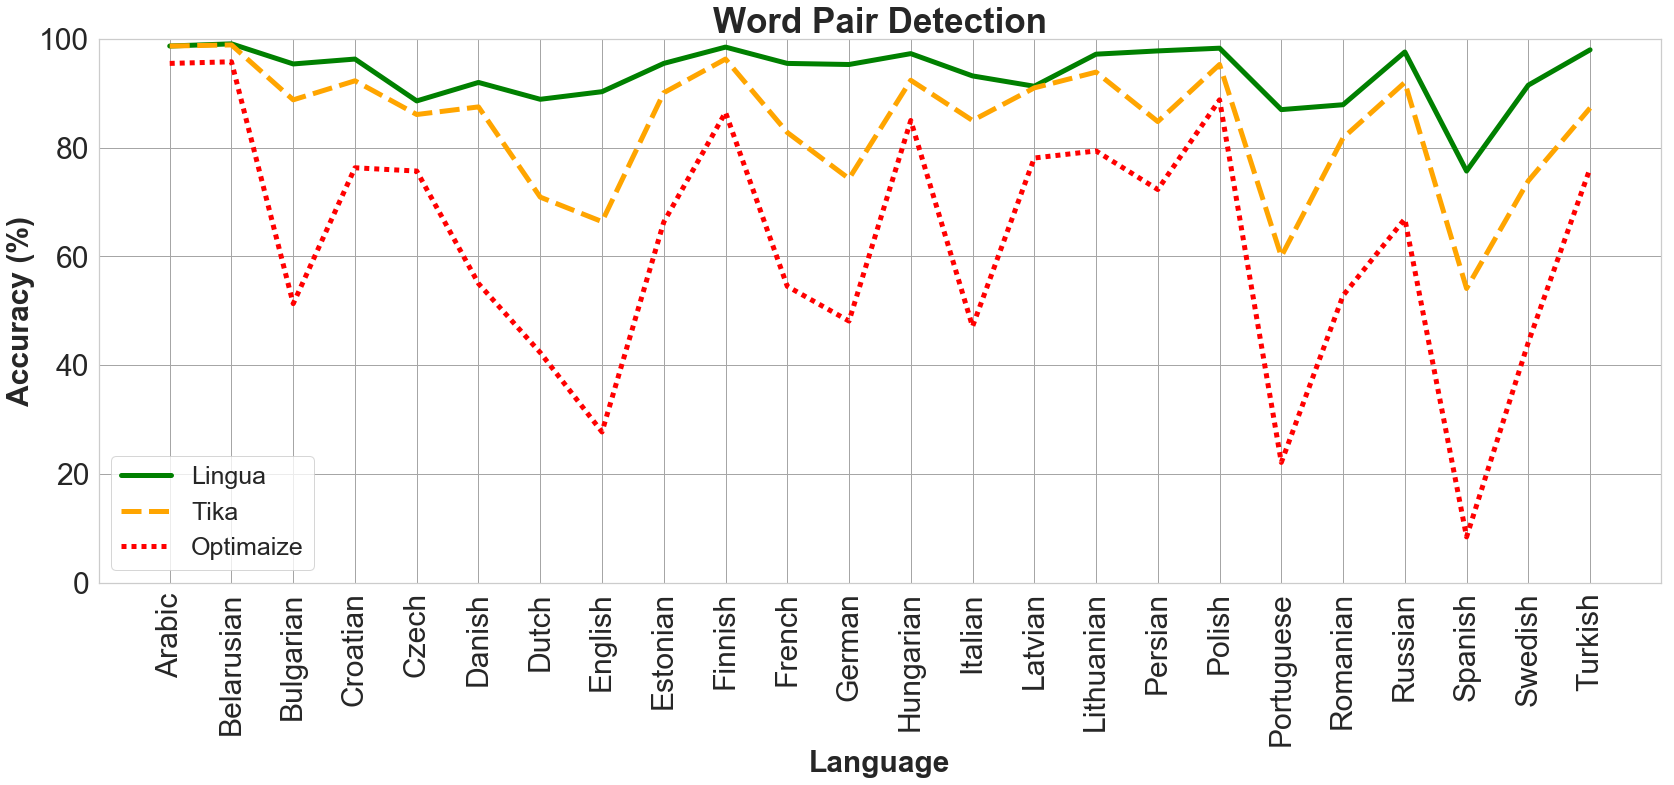 Word Pair Detection
Accuracy (%)
100
80
60
40
20
0
Lingua
Tika
Optimaize
Arabic
Belarusian
Bulgarian
Croatian
Czech
Danish
Dutch
English
Estonian
Finnish
French
German
Hungarian
Italian
Latvian
Lithuanian
Persian
Polish
Portuguese
Romanian
Russian
Spanish
Swedish
Turkish
Language